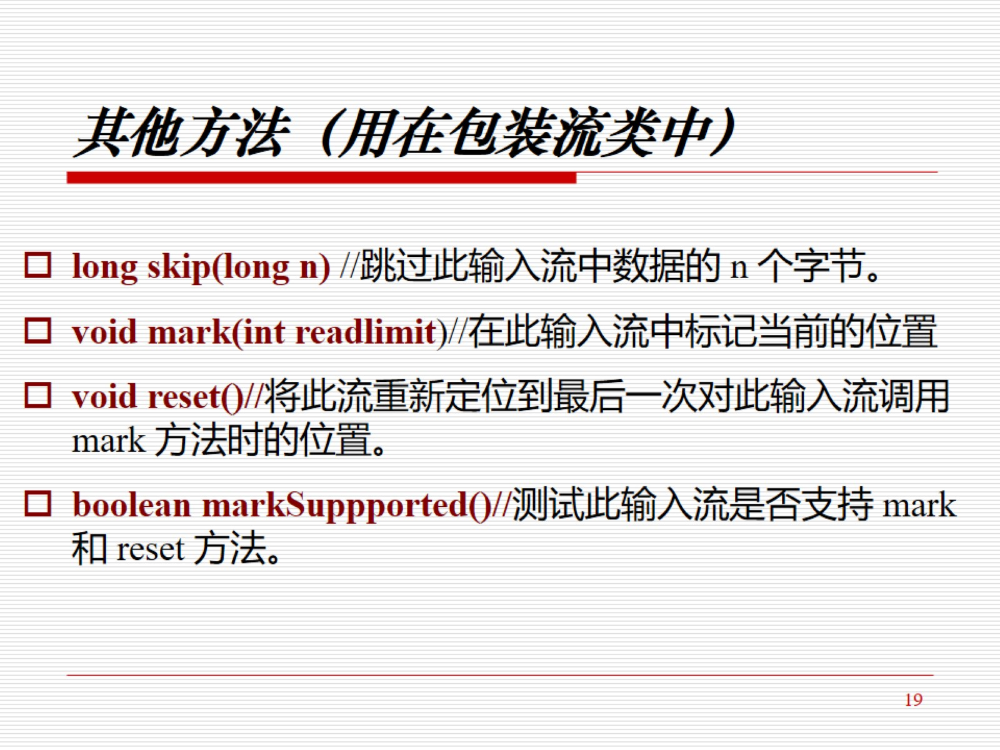 其他方法（用在包装流类中）
long skip(long n) //跳过此输入流中数据的 n 个字节。
void mark(int readlimit)//在此输入流中标记当前的位置
void reset()//将此流重新定位到最后一次对此输入流调用
mark 方法时的位置。
boolean markSuppported()//测试此输入流是否支持 mark
和 reset 方法。
19